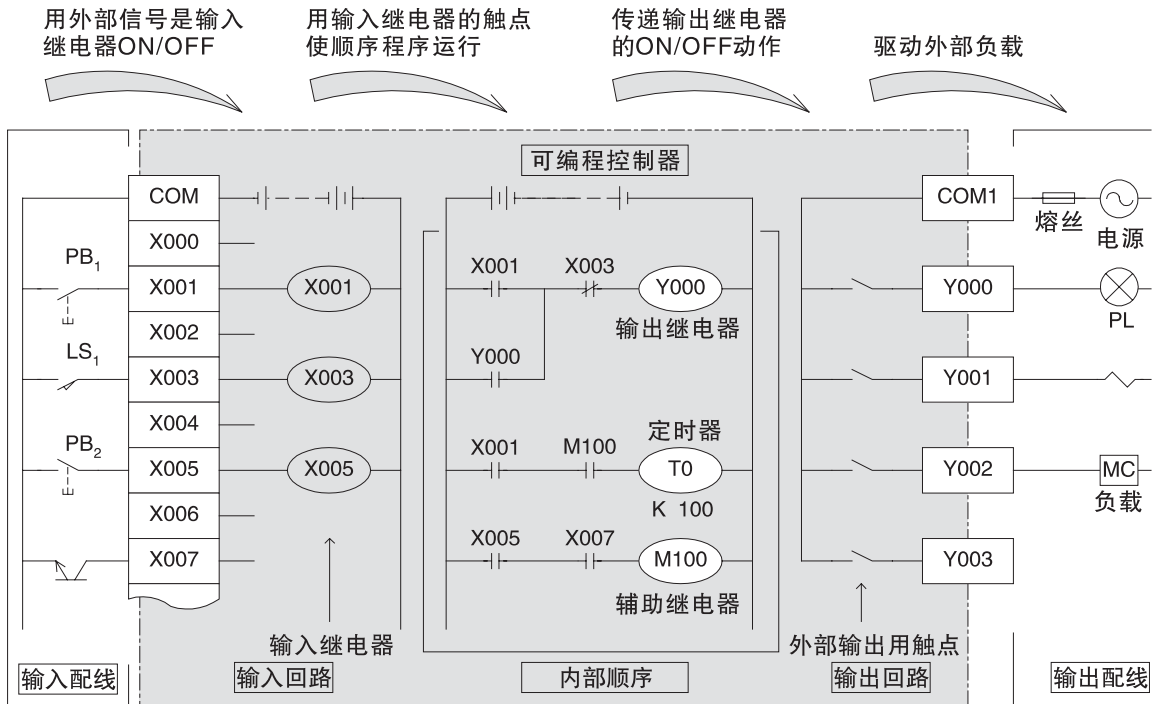 用外部信号是输入
继电器ON/OFF
用输入继电器的触点
使顺序程序运行
传递输出继电器
的ON/OFF动作
驱动外部负载
可编程控制器
COM
X000
X001
X002
X003
X004
X005
X006
X007
PB1
LS1
PB2
X001
X003
X005
输入继电器
X001
X003
Y000
输出继电器
Y000
定时器
X001
M100
T0
K 100
X005
X007
M100
辅助继电器
COM1
Y000
Y001
Y002
Y003
熔丝
电源
PL
MC
负载
外部输出用触点
输入配线
输入回路
内部顺序
输出回路
输出配线